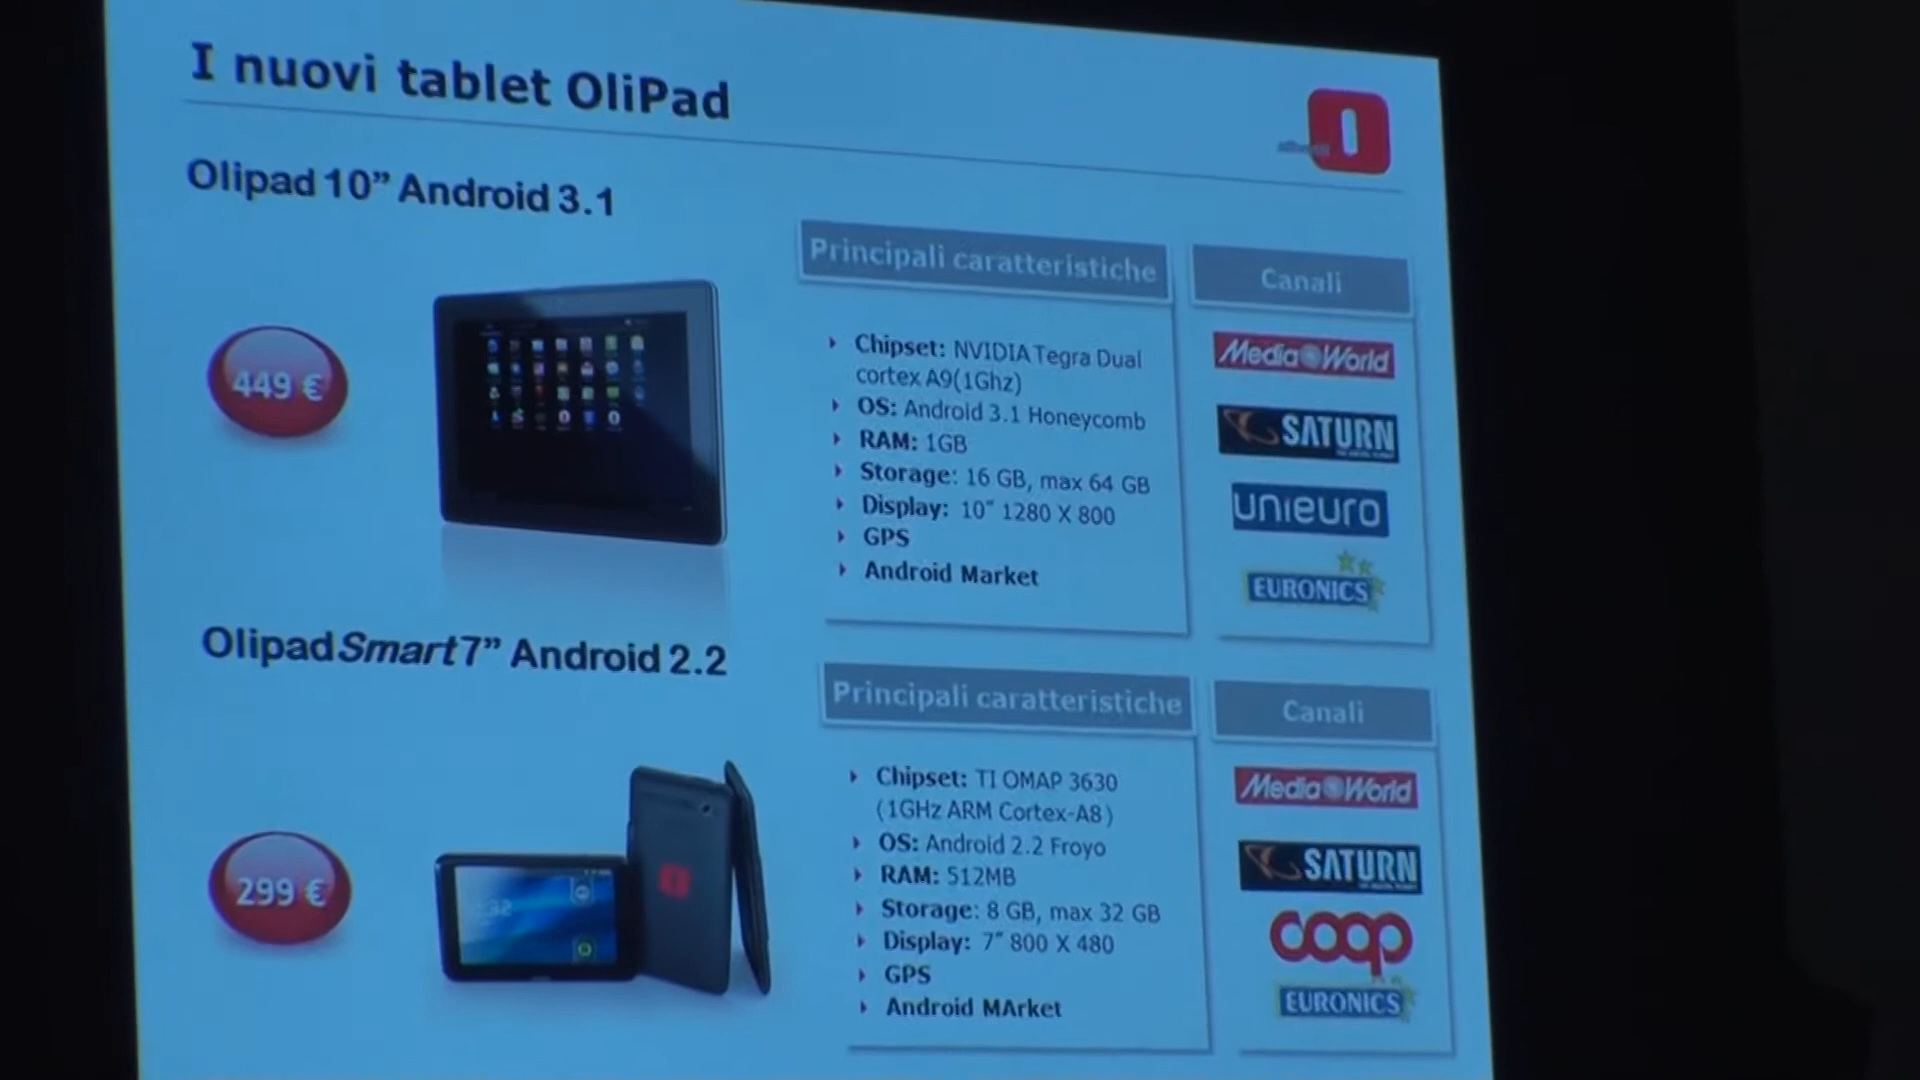 I nuovi tablet OliPad
Olipad 10” Android 3.1
449 €
Principali caratteristiche
Chipset: NVIDIA Tegra Dual
cortex A9(1Ghz)
OS: Android 3.1 Honeycomb
RAM: 1GB
Storage: 16 GB, max 64 GB
Display: 10” 1280 X 800
GPS
Android Market
Canali
Media World
SATURN
unieuro
EURONICS
OlipadSmart7” Android 2.2
299 €
Principali caratteristiche
Chipset: TI OMAP 3630
(1GHz ARM Cortex-A8)
OS: Android 2.2 Froyo
RAM: 512MB
Storage: 8 GB, max 32 GB
Display: 7” 800 X 480
GPS
Android MArket
Canali
Media World
SATURN
coop
EURONICS